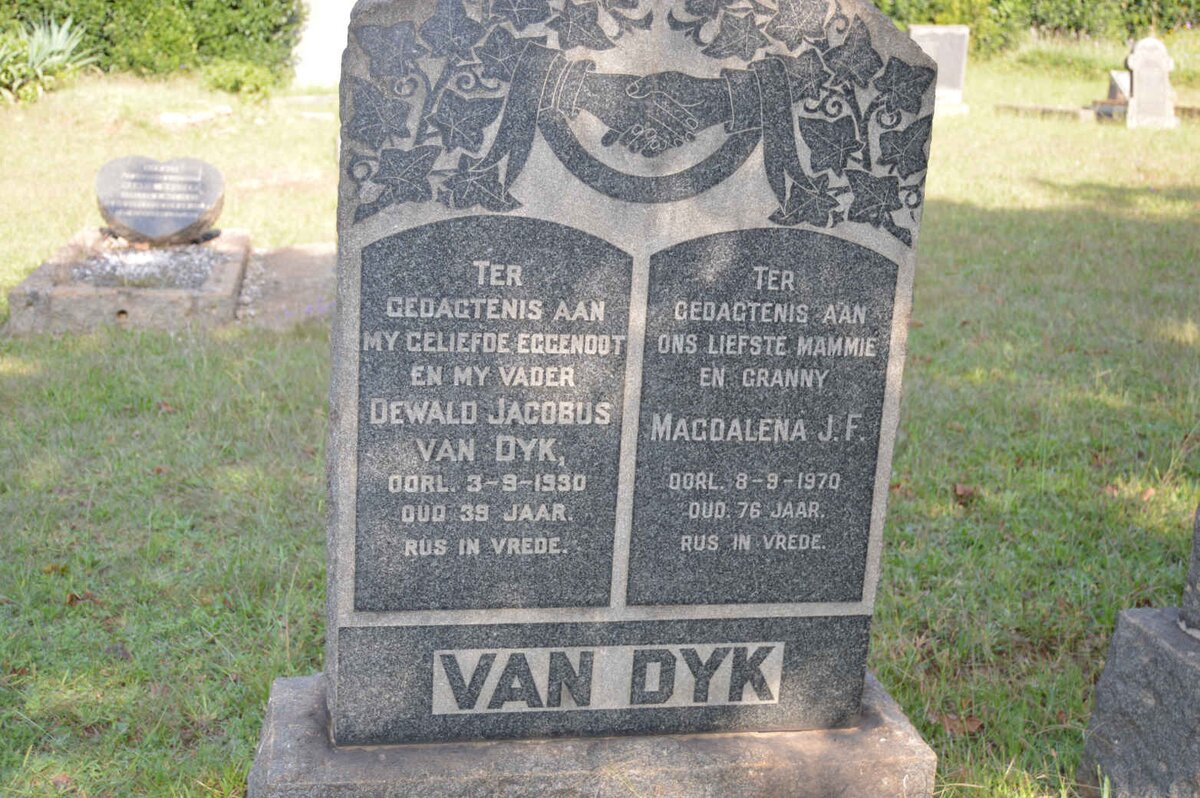 TER
GEDAGTENIS AAN
MY GELIEFDE EGGENOOT
EN MY VADER
DEWALD JACOBUS
VAN DYK,
OORL. 3-9-1930
OUD 39 JAAR.
RUS IN VREDE.
TER
GEDAGTENIS AAN
ONS LIEFSTE MAMMIE
EN GRANNY
MAGDALENA J.F.
OORL. 8-9-1970
OUD. 76 JAAR.
RUS IN VREDE.
VAN DYK